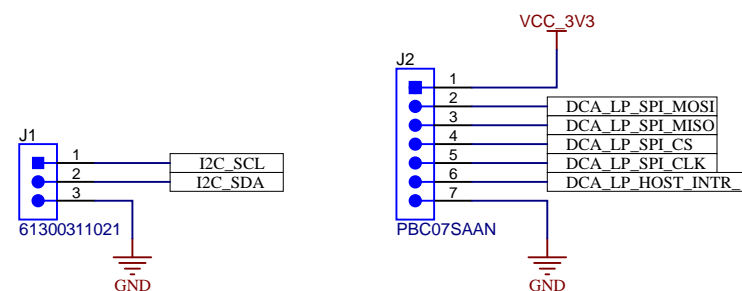 VCC_3V3
J2
1
2 DCA_LP_SPI_MOSI
3 DCA_LP_SPI_MISO
4 DCA_LP_SPI_CS
5 DCA_LP_SPI_CLK
6 DCA_LP_HOST_INTR_
7
PBC07SAAN
GND
J1
1 I2C_SCL
2 I2C_SDA
3
61300311021
GND